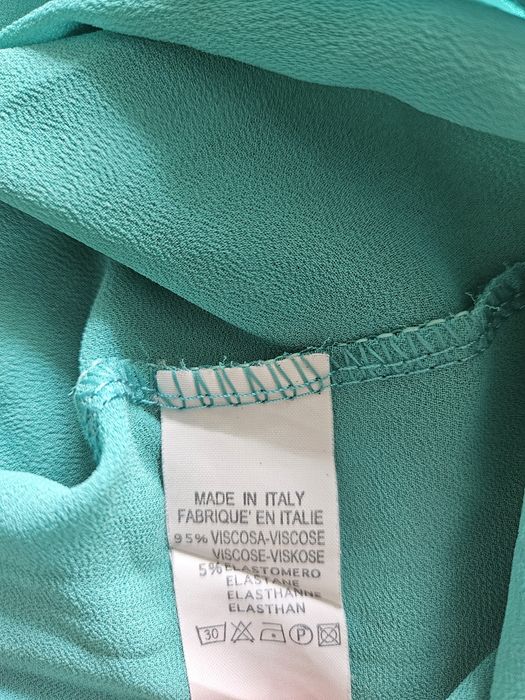 MADE IN ITALY
FABRIQUE' EN ITALIE
95% VISCOSA-VISCOSE
VISCOSE-VISKOSE
5% ELASTOMERO
ELASTANE
ELASTHANNE
ELASTHAN
30 P